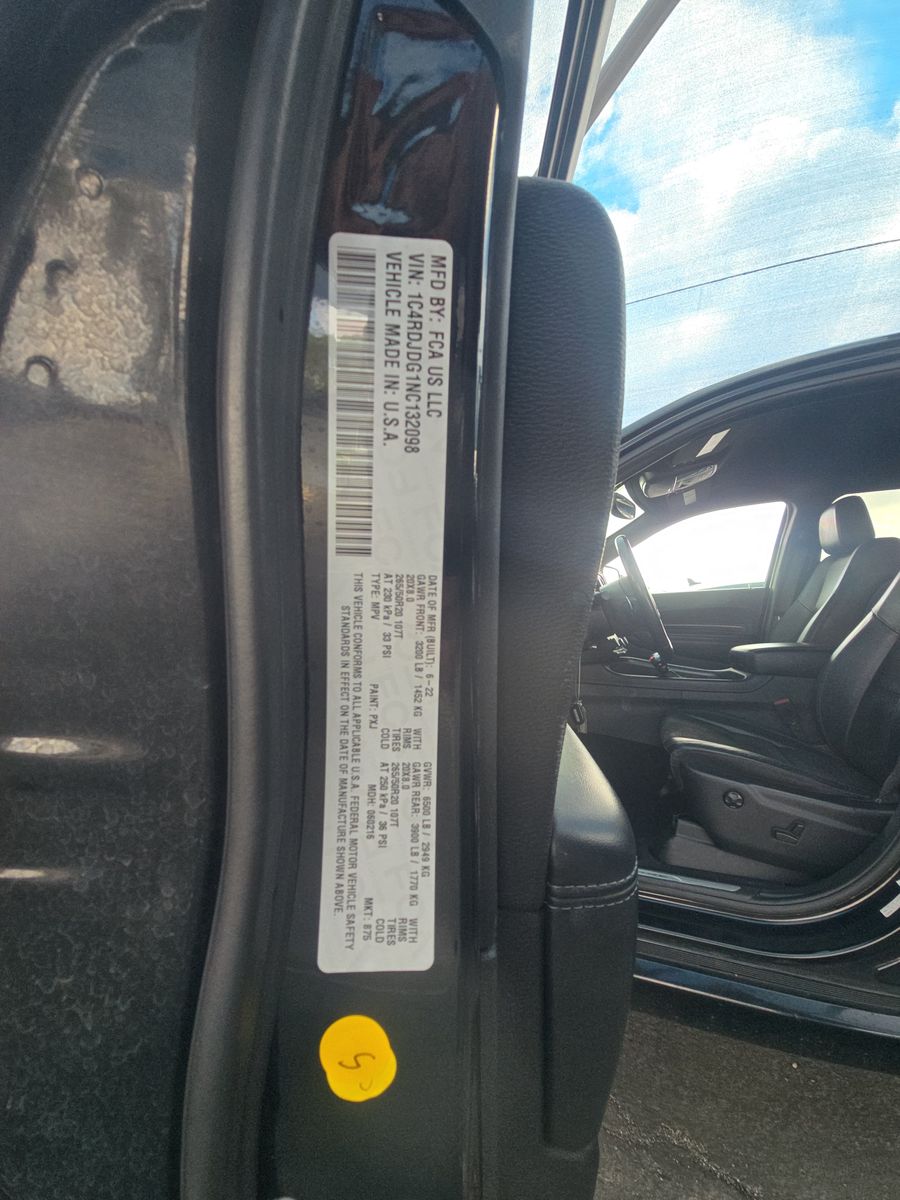 MFD BY: FCA US LLC
VIN: 1C4RDJDG1NC132098
VEHICLE MADE IN: U.S.A.
DATE OF MFR (BUILT): 6-22 GVWR: 6500 LB / 2949 KG
GAWR FRONT: 3200 LB / 1452 KG WITH GAWR REAR: 3900 LB / 1770 KG WITH
20X8.0 RIMS 20X8.0 RIMS
265/50R20 107T TIRES 265/50R20 107T TIRES
AT 230 kPa / 33 PSI COLD AT 250 kPa / 36 PSI COLD
TYPE: MPV PAINT: PXJ MDH: 060216 MKT: B75
THIS VEHICLE CONFORMS TO ALL APPLICABLE U.S.A. FEDERAL MOTOR VEHICLE SAFETY
STANDARDS IN EFFECT ON THE DATE OF MANUFACTURE SHOWN ABOVE.